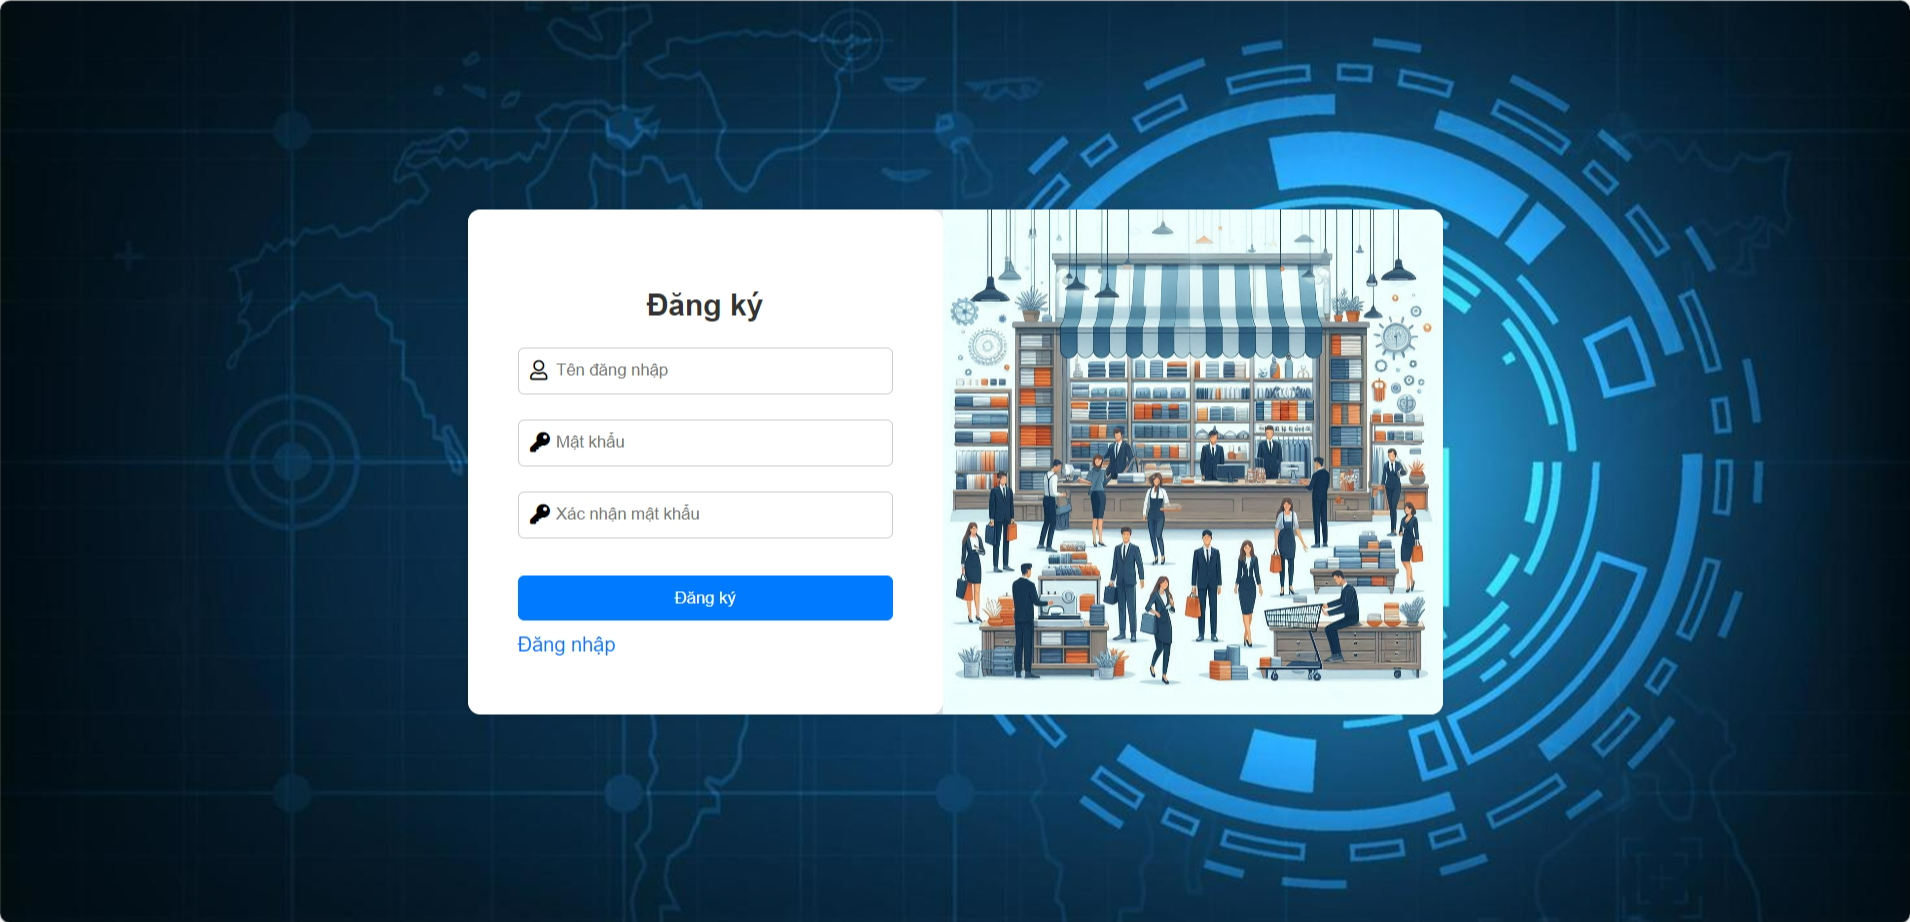 Đăng ký
Tên đăng nhập
Mật khẩu
Xác nhận mật khẩu
Đăng ký
Đăng nhập